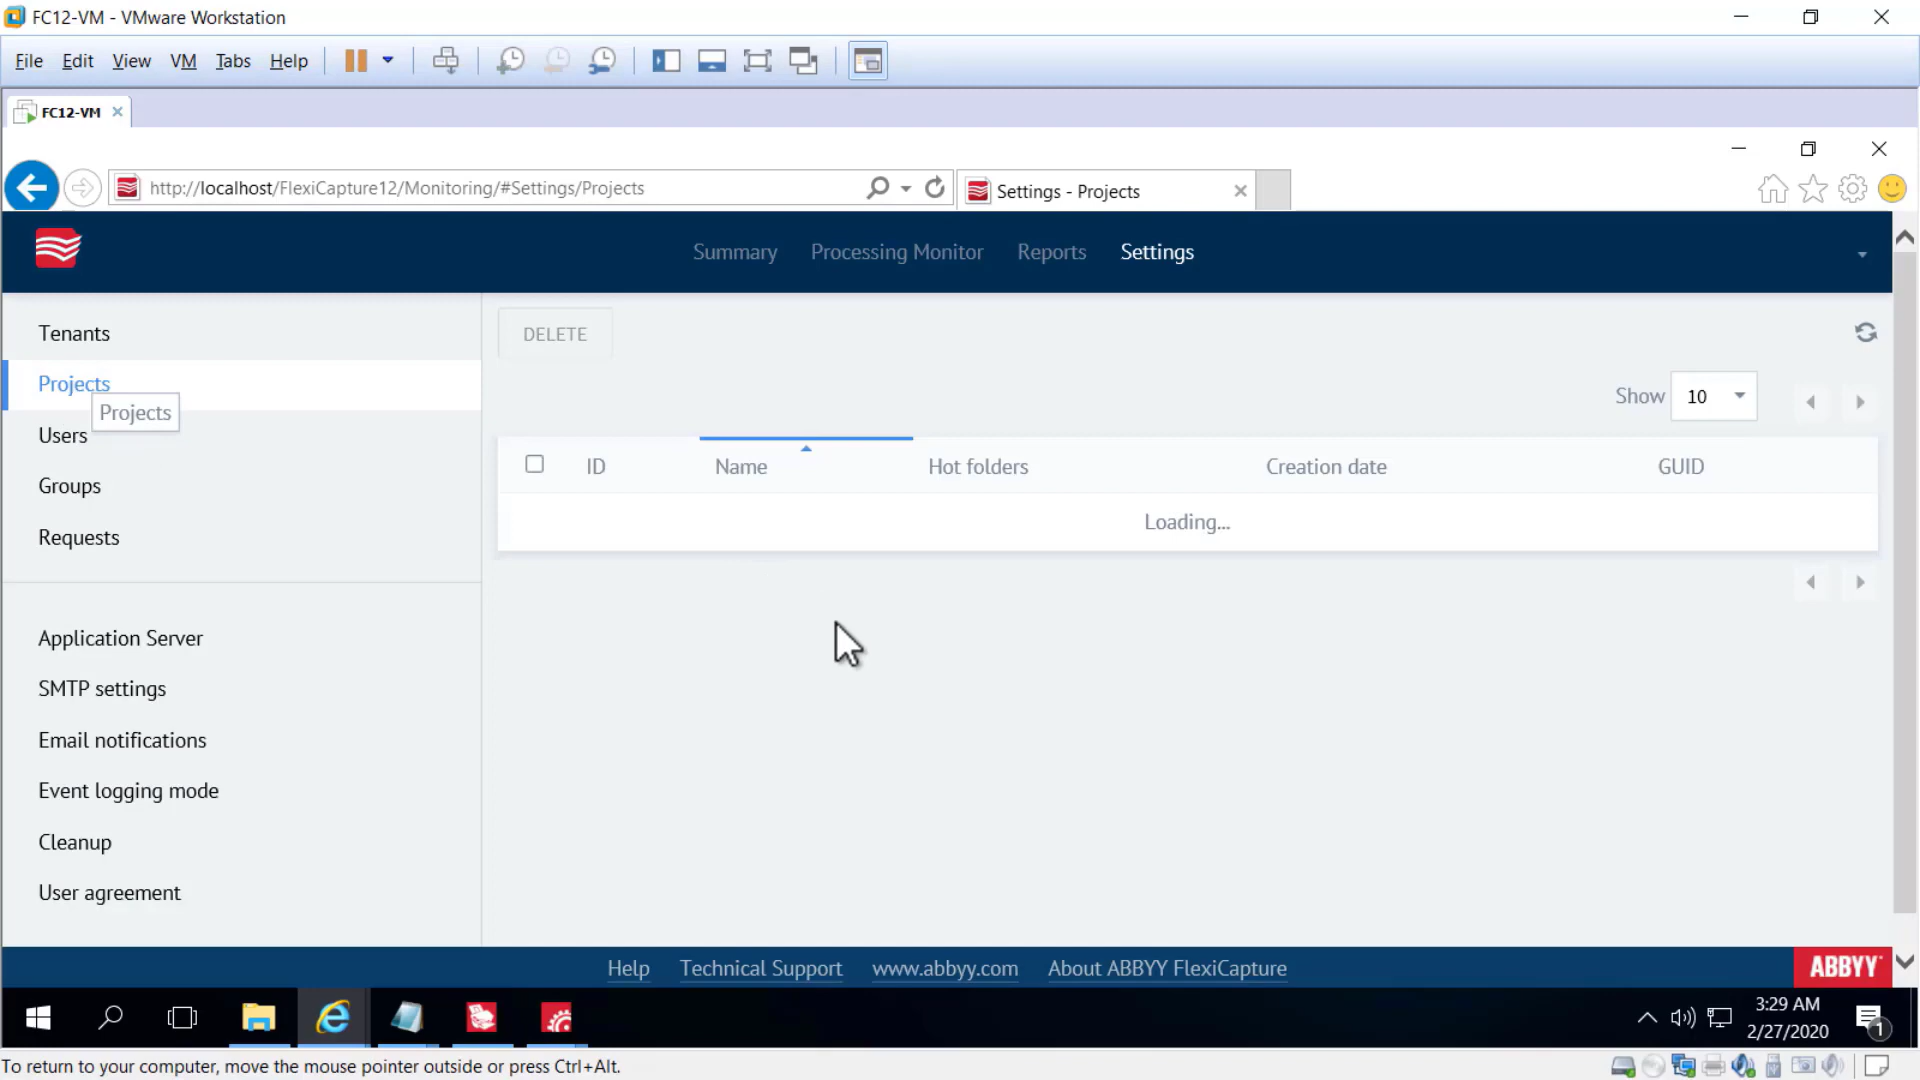 FC12-VM - VMware Workstation
File Edit View VM Tabs Help
FC12-VM
http://localhost/FlexiCapture12/Monitoring/#Settings/Projects
Settings - Projects
Summary Processing Monitor Reports Settings
Tenants
Projects
Projects
Users
Groups
Requests
Application Server
SMTP settings
Email notifications
Event logging mode
Cleanup
User agreement
DELETE
Show 10
ID Name Hot folders Creation date GUID
Loading...
Help Technical Support www.abbyy.com About ABBYY FlexiCapture
ABBYY
3:29 AM
2/27/2020
1
To return to your computer, move the mouse pointer outside or press Ctrl+Alt.